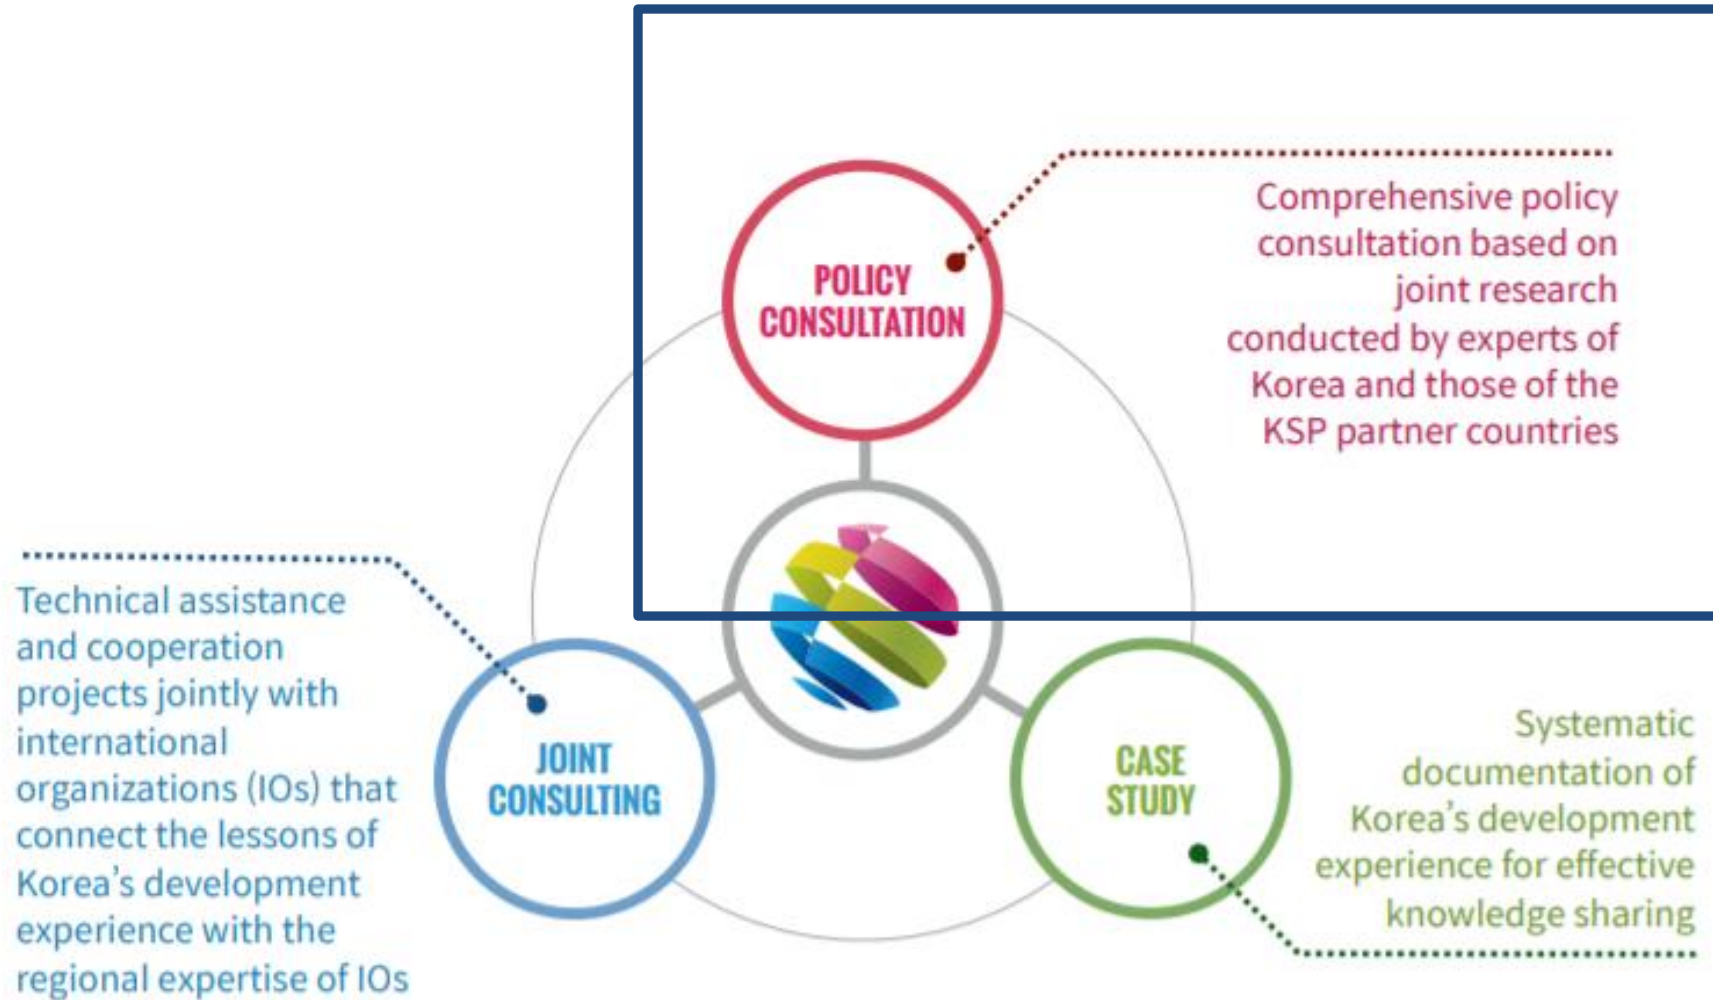 POLICY
CONSULTATION
Comprehensive policy
consultation based on
joint research
conducted by experts of
Korea and those of the
KSP partner countries
Technical assistance
and cooperation
projects jointly with
international
organizations (IOs) that
connect the lessons of
Korea’s development
experience with the
regional expertise of IOs
JOINT
CONSULTING
CASE
STUDY
Systematic
documentation of
Korea’s development
experience for effective
knowledge sharing